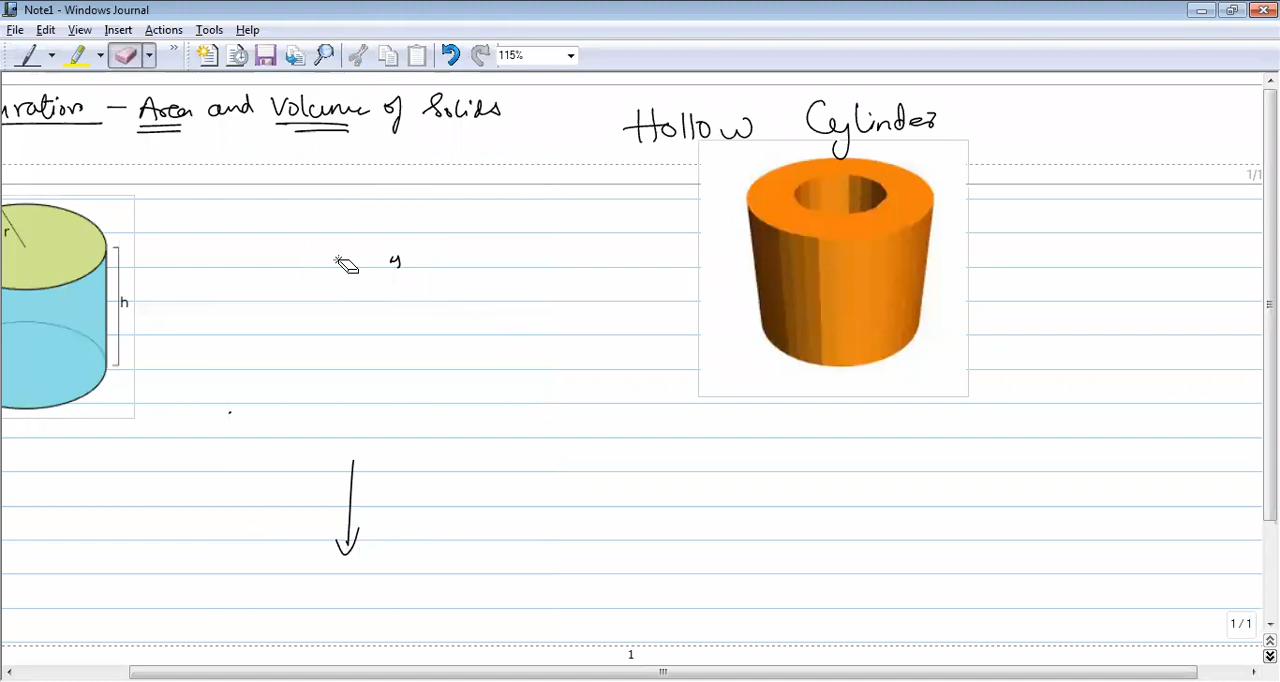 Note1 - Windows Journal
File Edit View Insert Actions Tools Help
115%
uration - Area and Volume of Solids
Hollow Cylinder
1/1
r
h
1 / 1
1